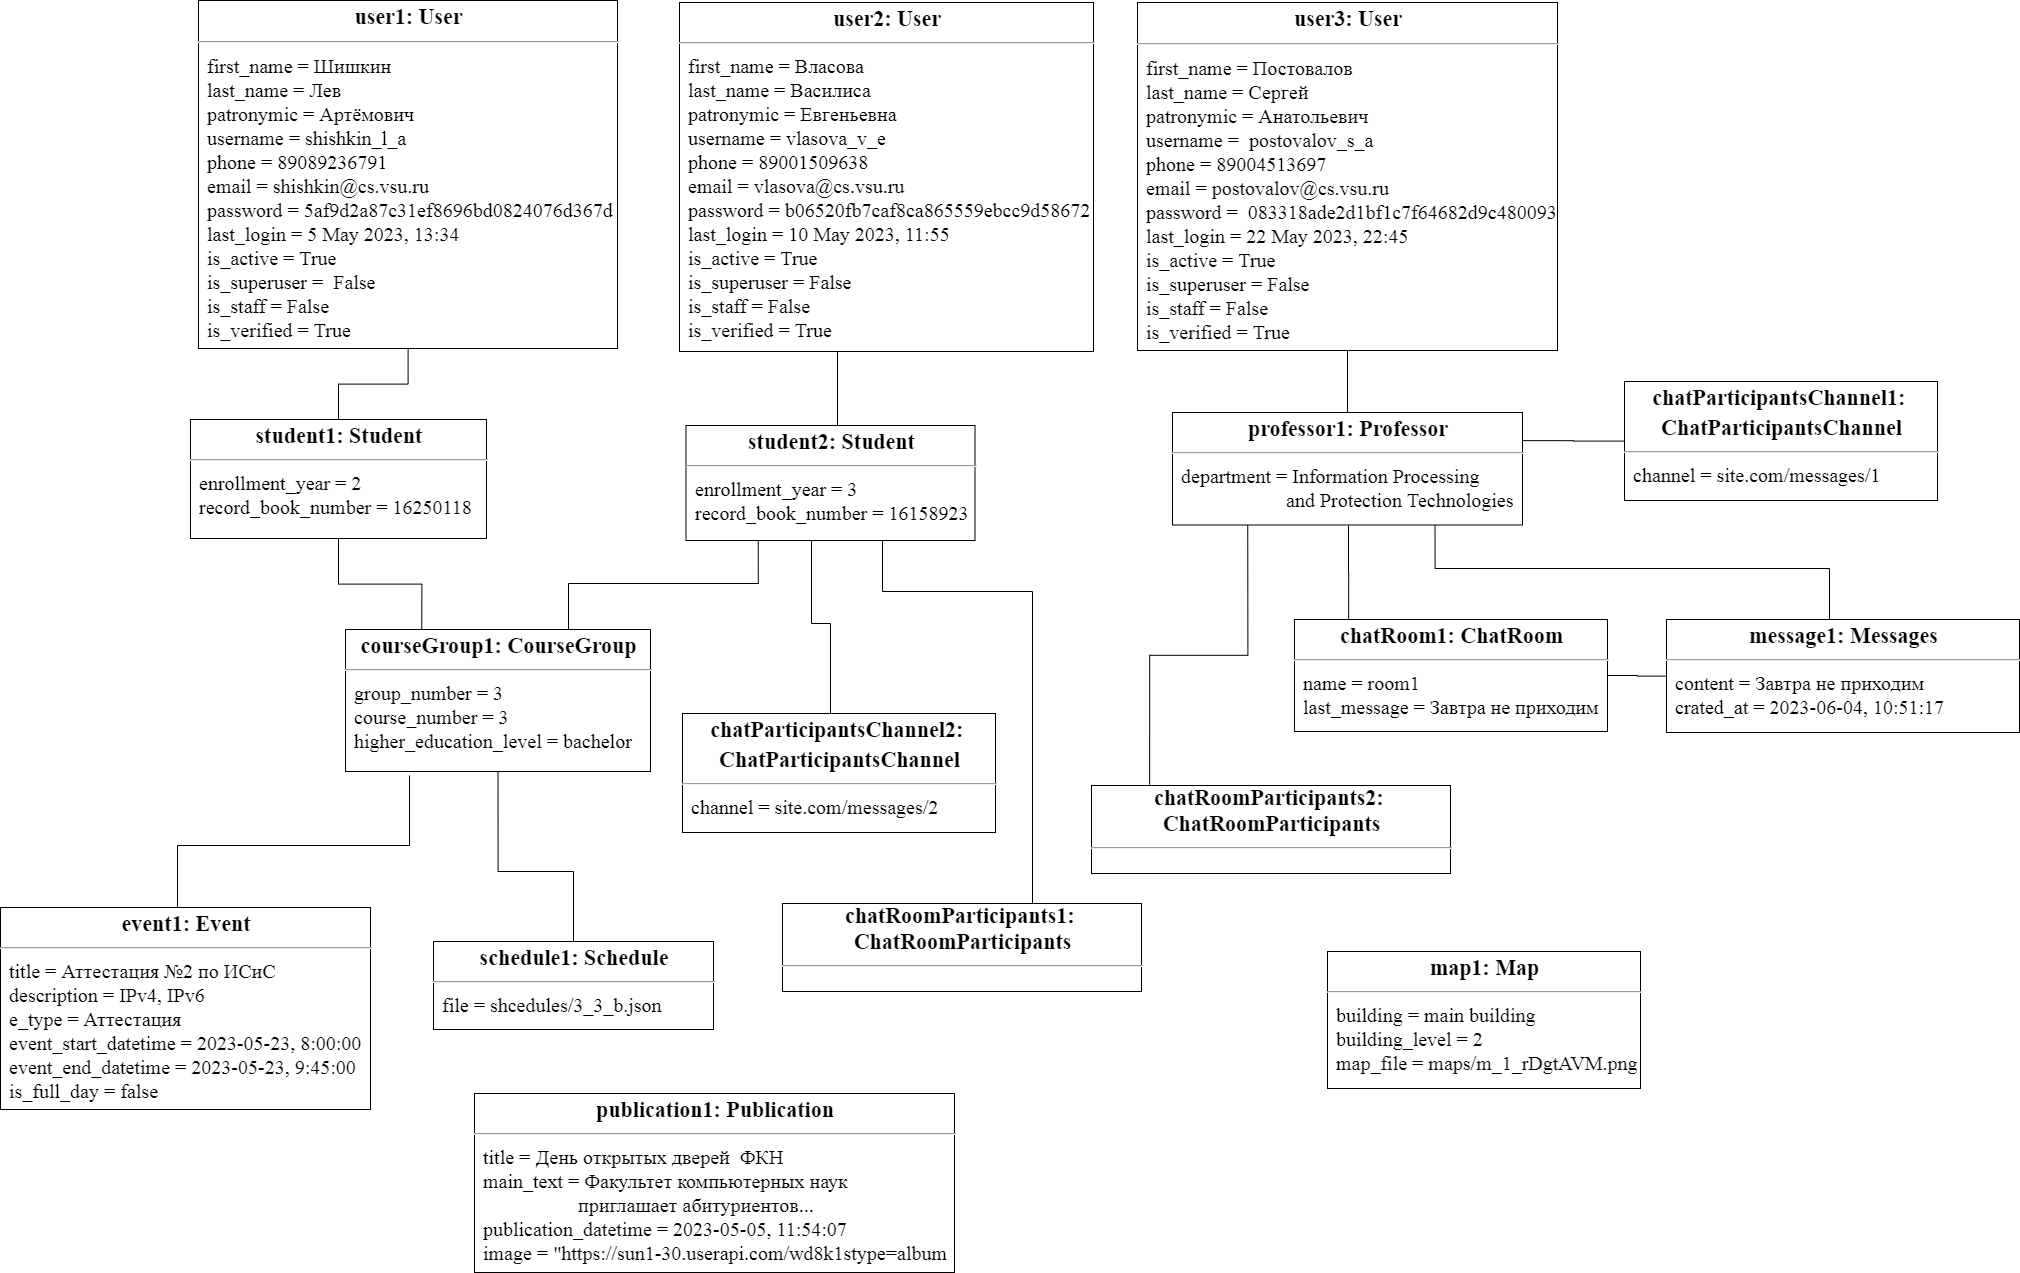 user1: User
first_name = Шишкин
last_name = Лев
patronymic = Артёмович
username = shishkin_l_a
phone = 89089236791
email = shishkin@cs.vsu.ru
password = 5af9d2a87c31ef8696bd0824076d367d
last_login = 5 May 2023, 13:34
is_active = True
is_superuser =  False
is_staff = False
is_verified = True
user2: User
first_name = Власова
last_name = Василиса
patronymic = Евгеньевна
username = vlasova_v_e
phone = 89001509638
email = vlasova@cs.vsu.ru
password = b06520fb7caf8ca865559ebcc9d58672
last_login = 10 May 2023, 11:55
is_active = True
is_superuser = False
is_staff = False
is_verified = True
user3: User
first_name = Постовалов
last_name = Сергей
patronymic = Анатольевич
username =  postovalov_s_a
phone = 89004513697
email = postovalov@cs.vsu.ru
password =  083318ade2d1bf1c7f64682d9c480093
last_login = 22 May 2023, 22:45
is_active = True
is_superuser = False
is_staff = False
is_verified = True
student1: Student
enrollment_year = 2
record_book_number = 16250118
student2: Student
enrollment_year = 3
record_book_number = 16158923
professor1: Professor
department = Information Processing
and Protection Technologies
chatParticipantsChannel1:
ChatParticipantsChannel
channel = site.com/messages/1
courseGroup1: CourseGroup
group_number = 3
course_number = 3
higher_education_level = bachelor
chatParticipantsChannel2:
ChatParticipantsChannel
channel = site.com/messages/2
chatRoom1: ChatRoom
name = room1
last_message = Завтра не приходим
message1: Messages
content = Завтра не приходим
crated_at = 2023-06-04, 10:51:17
chatRoomParticipants2:
ChatRoomParticipants
chatRoomParticipants1:
ChatRoomParticipants
event1: Event
title = Аттестация №2 по ИСиС
description = IPv4, IPv6
e_type = Аттестация
event_start_datetime = 2023-05-23, 8:00:00
event_end_datetime = 2023-05-23, 9:45:00
is_full_day = false
schedule1: Schedule
file = shcedules/3_3_b.json
map1: Map
building = main building
building_level = 2
map_file = maps/m_1_rDgtAVM.png
publication1: Publication
title = День открытых дверей  ФКН
main_text = Факультет компьютерных наук
приглашает абитуриентов...
publication_datetime = 2023-05-05, 11:54:07
image = "https://sun1-30.userapi.com/wd8k1stype=album